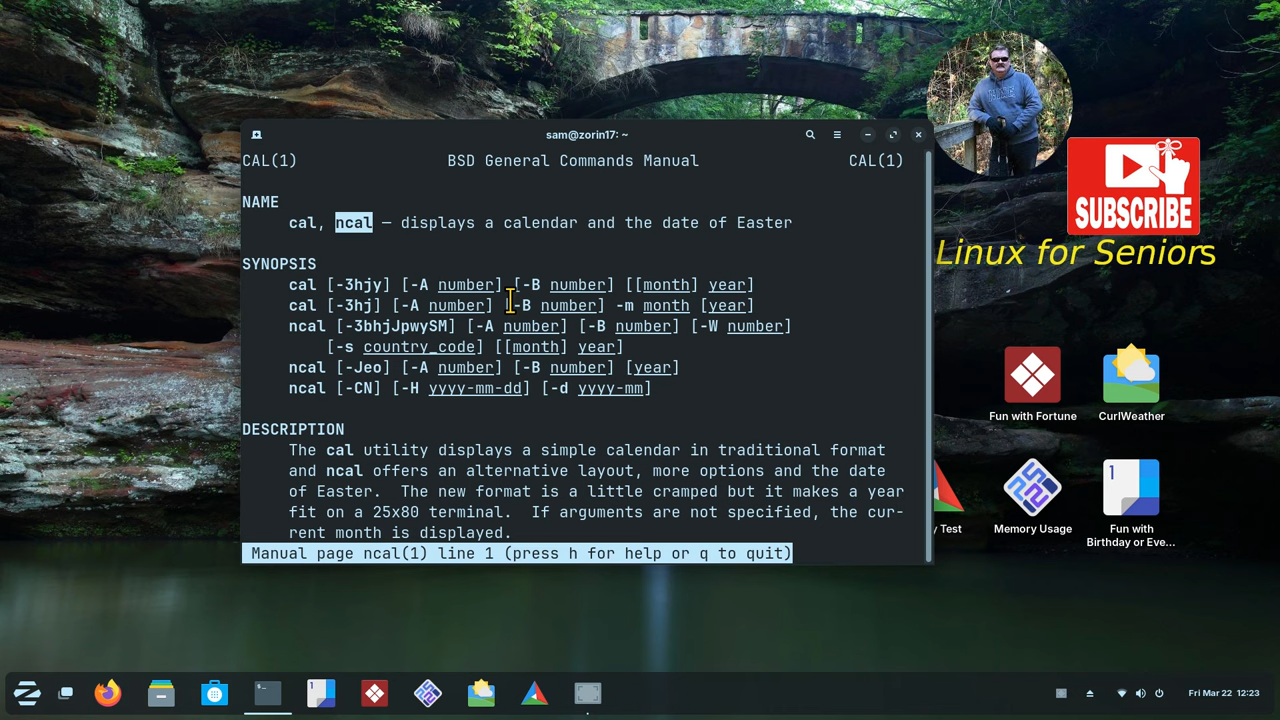 sam@zorin17: ~
CAL(1) BSD General Commands Manual CAL(1)
NAME
cal, ncal — displays a calendar and the date of Easter
SYNOPSIS
cal [-3hjy] [-A number] [-B number] [[month] year]
cal [-3hj] [-A number] [-B number] -m month [year]
ncal [-3bhjJpwySM] [-A number] [-B number] [-W number]
[-s country_code] [[month] year]
ncal [-Jeo] [-A number] [-B number] [year]
ncal [-CN] [-H yyyy-mm-dd] [-d yyyy-mm]
DESCRIPTION
The cal utility displays a simple calendar in traditional format
and ncal offers an alternative layout, more options and the date
of Easter. The new format is a little cramped but it makes a year
fit on a 25x80 terminal. If arguments are not specified, the cur-
rent month is displayed.
Manual page ncal(1) line 1 (press h for help or q to quit)
SUBSCRIBE
Linux for Seniors
Fun with Fortune
CurlWeather
1
y Test
Memory Usage
Fun with
Birthday or Eve...
1
Fri Mar 22 12:23